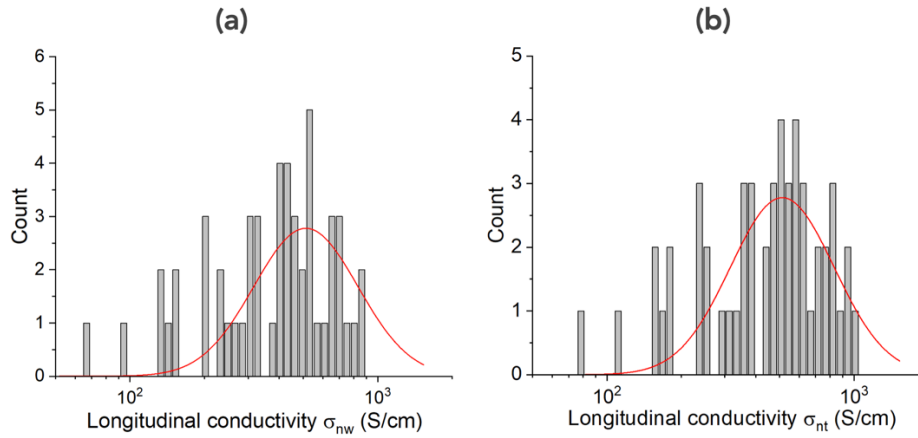 (a)
(b)
6
5
4
3
2
1
0
Count
10²
10³
Longitudinal conductivity σnw (S/cm)
5
4
3
2
1
0
Count
10²
10³
Longitudinal conductivity σnt (S/cm)